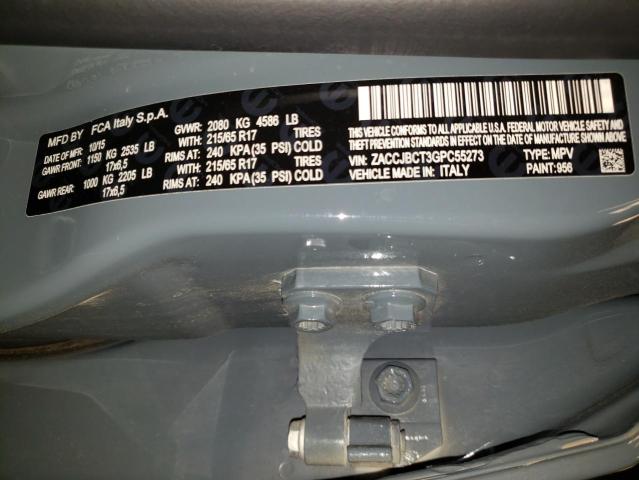 MFD BY FCA Italy S.p.A.
DATE OF MFR 10/15 GVWR: 2080 KG 4586 LB
GAWR FRONT: 1150 KG 2535 LB WITH: 215/65 R17 TIRES
17x6,5 RIMS AT: 240 KPA (35 PSI) COLD
GAWR REAR: 1000 KG 2205 LB WITH: 215/65 R17 TIRES
17x6,5 RIMS AT: 240 KPA (35 PSI) COLD
THIS VEHICLE CONFORMS TO ALL APPLICABLE U.S.A. FEDERAL MOTOR VEHICLE
STANDARDS IN EFFECT ON THE DATE OF MANUFACTURE SHOWN ABOVE
VIN: ZACCJBCT3GPC55273 TYPE: MPV
VEHICLE MADE IN: ITALY PAINT: 956